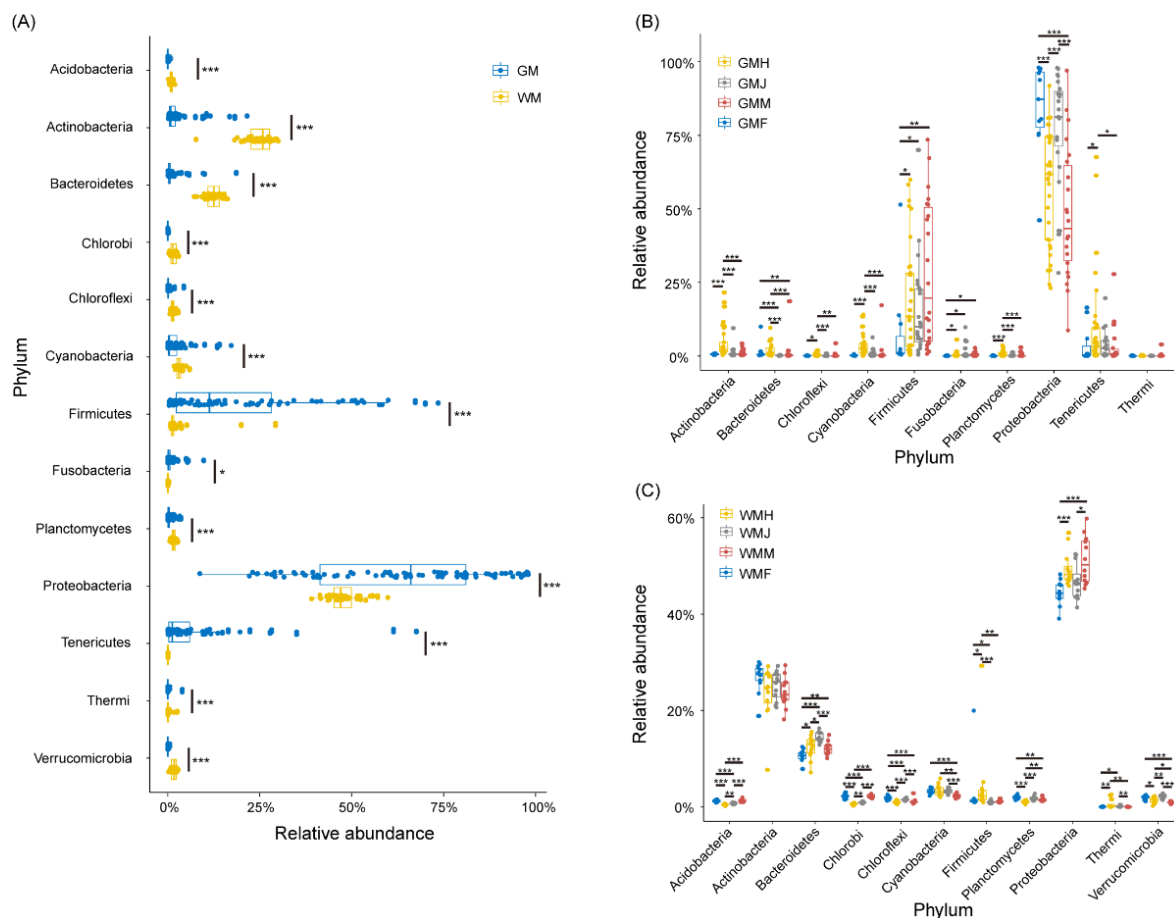 (A)
Phylum
Acidobacteria
***
Actinobacteria
***
Bacteroidetes
***
Chlorobi
***
Chloroflexi
***
Cyanobacteria
***
Firmicutes
***
Fusobacteria
*
Planctomycetes
***
Proteobacteria
***
Tenericutes
***
Thermi
***
Verrucomicrobia
***
GM
WM
0%
25%
50%
75%
100%
Relative abundance
(B)
Relative abundance
100%
75%
50%
25%
0%
GMH
GMJ
GMM
GMF
***
***
***
***
***
***
**
***
***
***
**
***
*
***
***
***
**
*
*
*
*
*
***
***
***
***
***
***
***
*
*
Actinobacteria
Bacteroidetes
Chloroflexi
Cyanobacteria
Firmicutes
Fusobacteria
Planctomycetes
Proteobacteria
Tenericutes
Thermi
Phylum
(C)
Relative abundance
60%
40%
20%
0%
WMH
WMJ
WMM
WMF
Acidobacteria
Actinobacteria
Bacteroidetes
Chlorobi
Chloroflexi
Cyanobacteria
Firmicutes
Planctomycetes
Proteobacteria
Thermi
Verrucomicrobia
Phylum